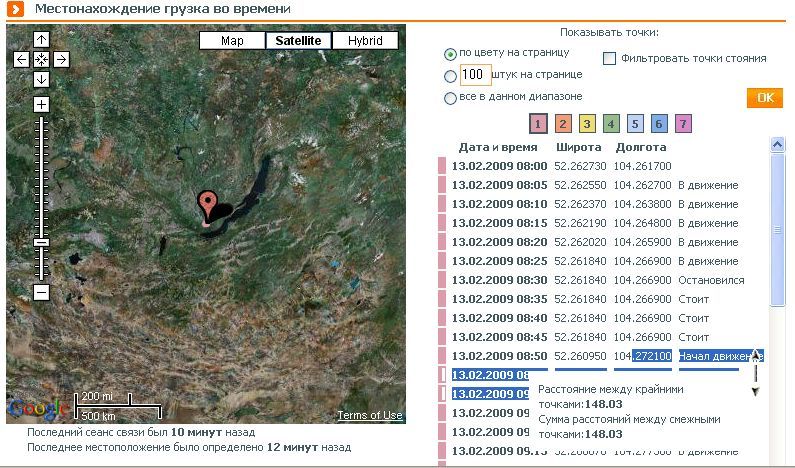 Местонахождение грузка во времени
Map
Satellite
Hybrid
200 mi
500 km
Google
Terms of Use
Последний сеанс связи был 10 минут назад
Последнее местоположение было определено 12 минут назад
Показывать точки:
по цвету на страницу
100 штук на странице
все в данном диапазоне
Фильтровать точки стояния
OK
1 2 3 4 5 6 7
Дата и время Широта Долгота
13.02.2009 08:00 52.262730 104.261700
13.02.2009 08:05 52.262550 104.262700 В движение
13.02.2009 08:10 52.262370 104.263800 В движение
13.02.2009 08:15 52.262190 104.264800 В движение
13.02.2009 08:20 52.262020 104.265900 В движение
13.02.2009 08:25 52.261840 104.266900 В движение
13.02.2009 08:30 52.261840 104.266900 Остановился
13.02.2009 08:35 52.261840 104.266900 Стоит
13.02.2009 08:40 52.261840 104.266900 Стоит
13.02.2009 08:45 52.261840 104.266900 Стоит
13.02.2009 08:50 52.260950 104.272100 Начал движение
13.02.2009 08
13.02.2009 09
13.02.2009 09
13.02.2009 09
13.02.2009 09
Расстояние между крайними
точками:148.03
Сумма расстояний между смежными
точками:148.03